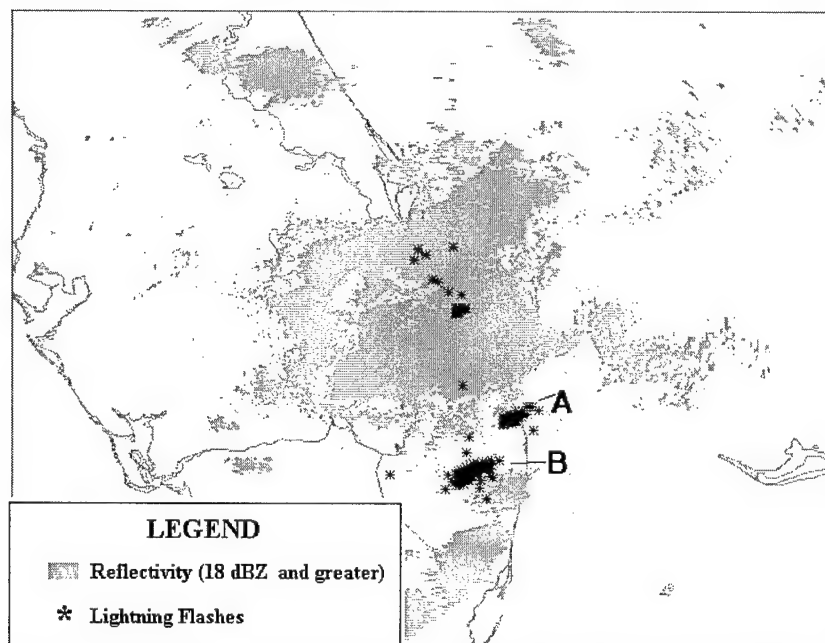 A
B
LEGEND
Reflectivity (18 dBZ and greater)
* Lightning Flashes